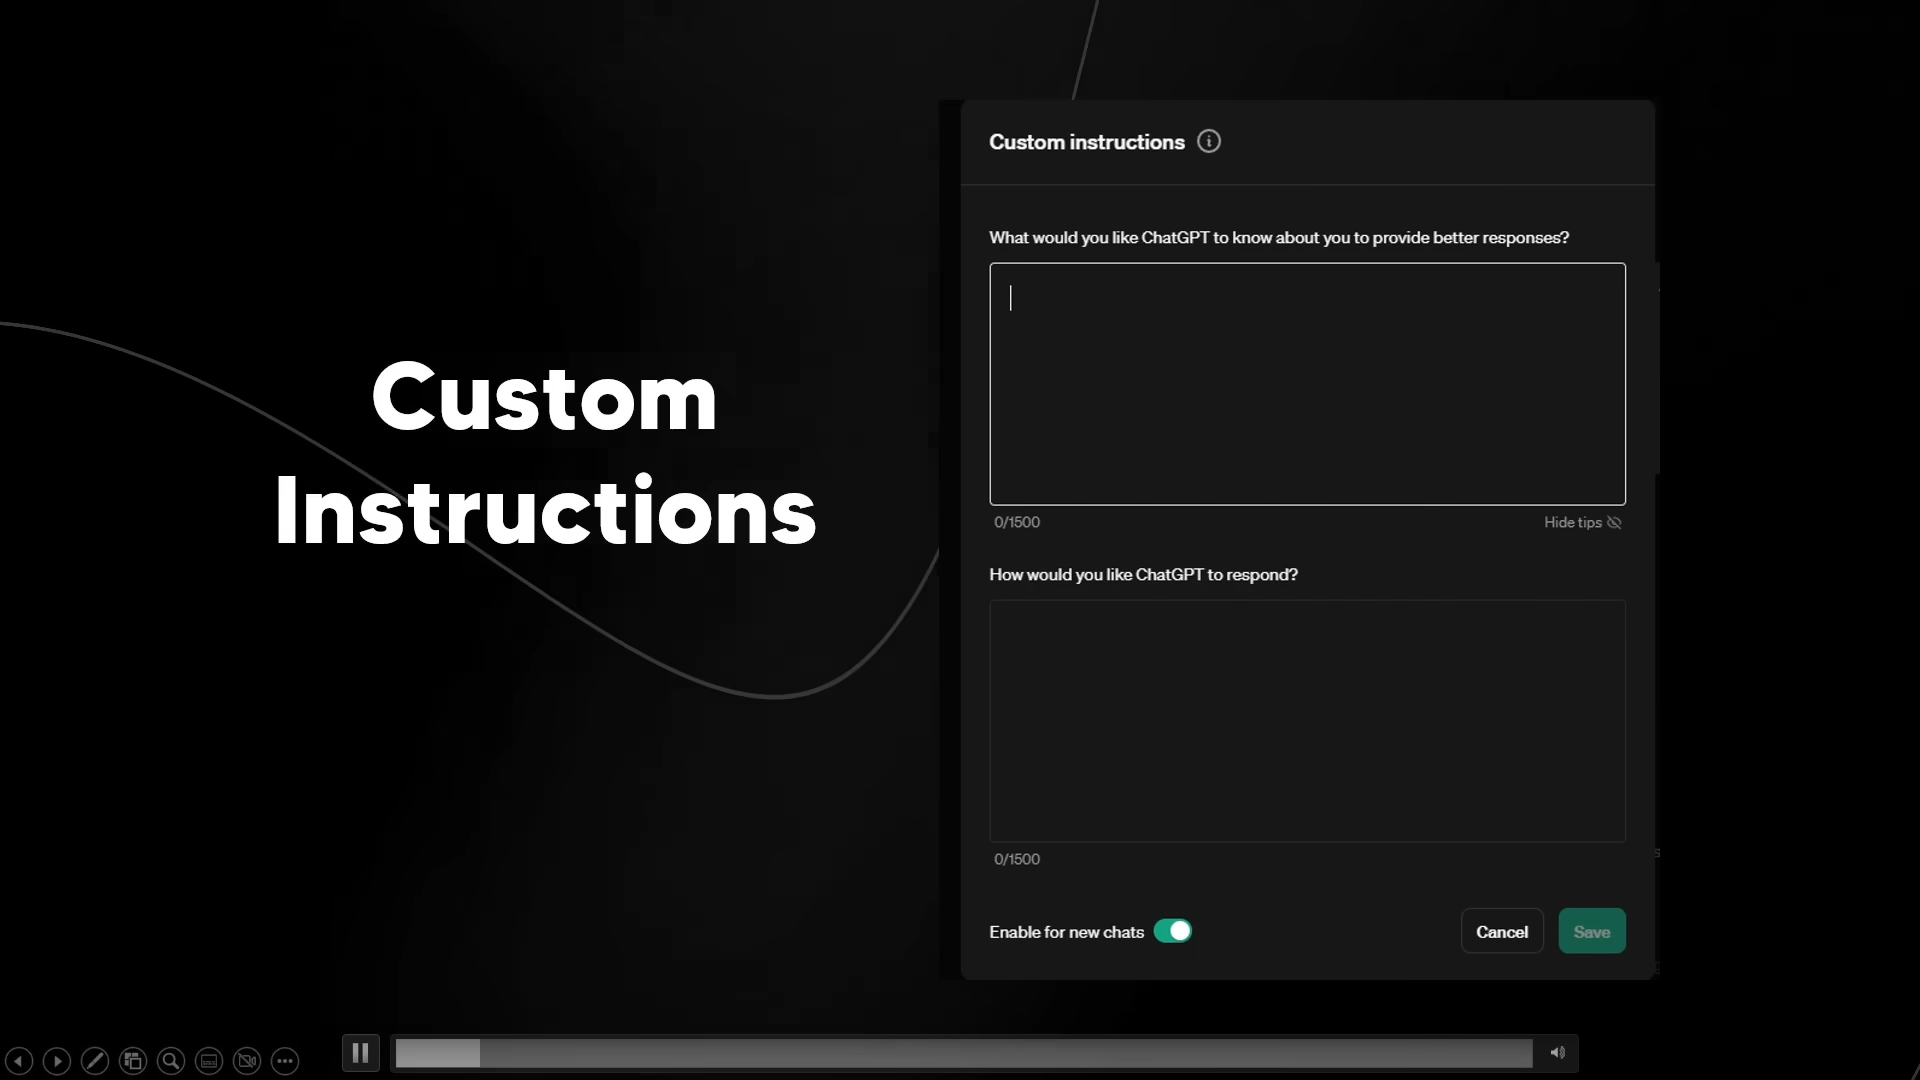 Custom
Instructions
Custom instructions
What would you like ChatGPT to know about you to provide better responses?
0/1500
Hide tips
How would you like ChatGPT to respond?
0/1500
Enable for new chats
Cancel
Save